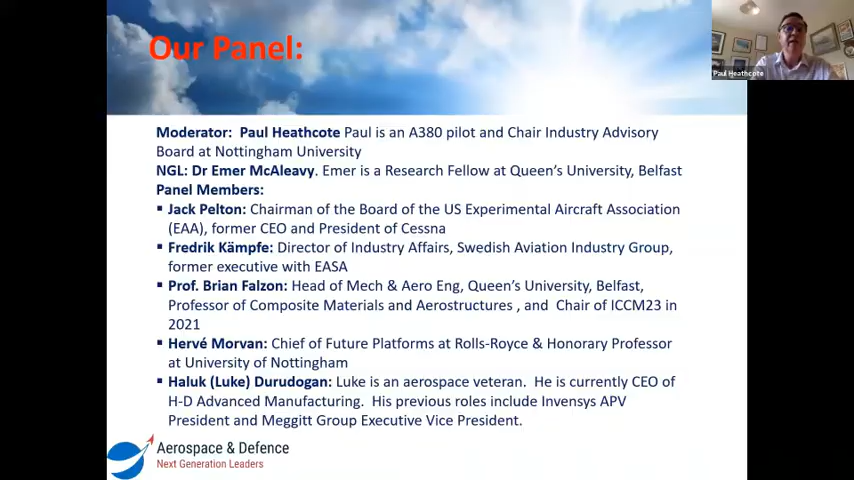 Our Panel:
Paul Heathcote
Moderator: Paul Heathcote Paul is an A380 pilot and Chair Industry Advisory
Board at Nottingham University
NGL: Dr Emer McAleavy. Emer is a Research Fellow at Queen's University, Belfast
Panel Members:
▪ Jack Pelton: Chairman of the Board of the US Experimental Aircraft Association
(EAA), former CEO and President of Cessna
▪ Fredrik Kämpfe: Director of Industry Affairs, Swedish Aviation Industry Group,
former executive with EASA
▪ Prof. Brian Falzon: Head of Mech & Aero Eng, Queen's University, Belfast,
Professor of Composite Materials and Aerostructures , and Chair of ICCM23 in
2021
▪ Hervé Morvan: Chief of Future Platforms at Rolls-Royce & Honorary Professor
at University of Nottingham
▪ Haluk (Luke) Durudogan: Luke is an aerospace veteran. He is currently CEO of
H-D Advanced Manufacturing. His previous roles include Invensys APV
President and Meggitt Group Executive Vice President.
Aerospace & Defence
Next Generation Leaders